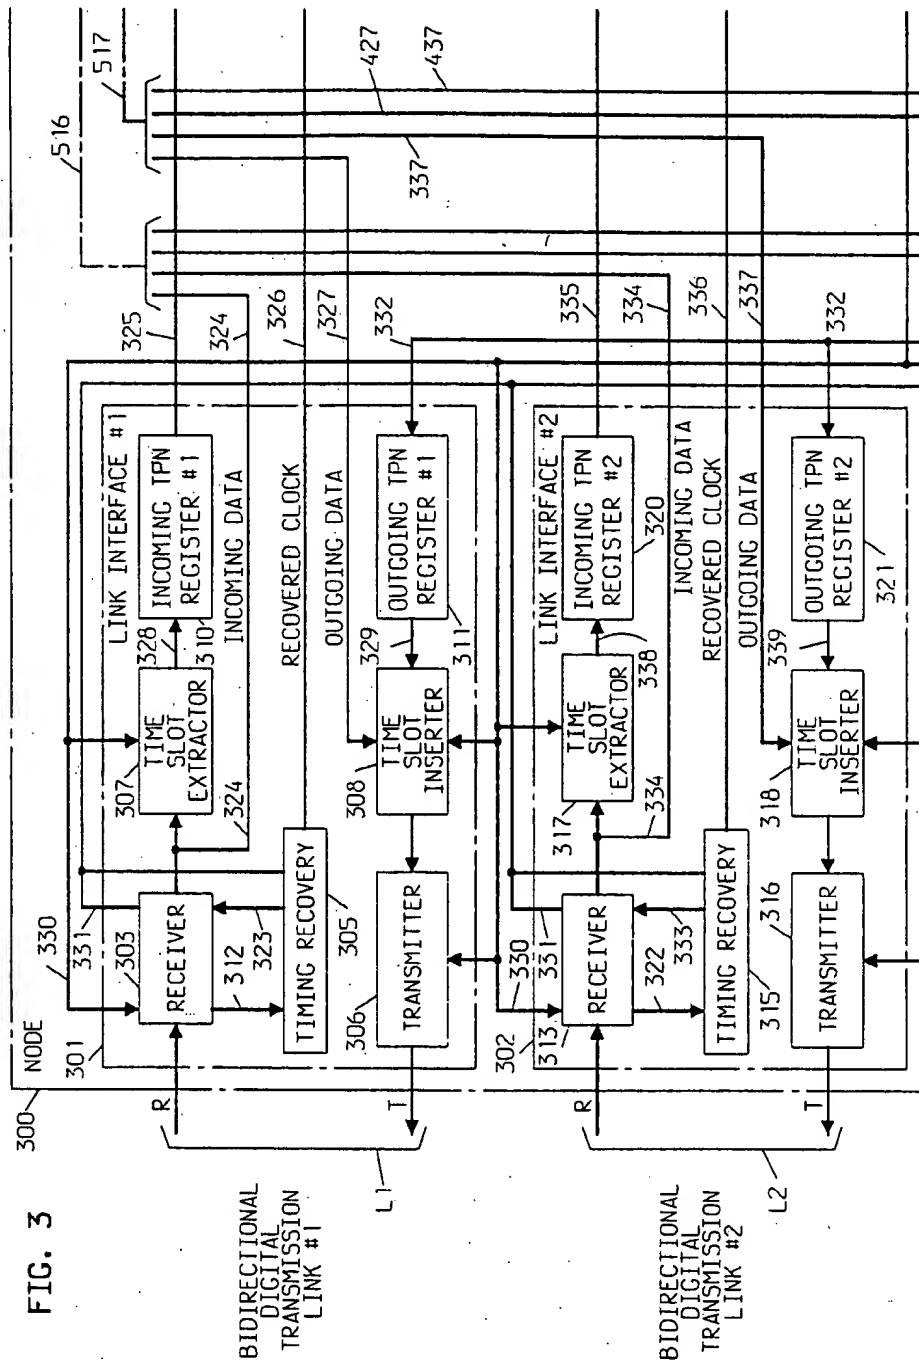 FIG. 3
300
NODE
516
517
BIDIRECTIONAL
DIGITAL
TRANSMISSION
LINK #1
L1
R
T
301
330
331
303
RECEIVER
312
323
TIMING RECOVERY
305
306
TRANSMITTER
307
TIME
SLOT
EXTRACTOR
324
328
LINK INTERFACE #1
INCOMING TPN
REGISTER #1
310
INCOMING DATA
RECOVERED CLOCK
OUTGOING DATA
308
TIME
SLOT
INSERTER
329
OUTGOING TPN
REGISTER #1
311
325
324
326
327
332
337
427
437
BIDIRECTIONAL
DIGITAL
TRANSMISSION
LINK #2
L2
R
T
302
330
331
313
RECEIVER
322
333
TIMING RECOVERY
315
316
TRANSMITTER
317
TIME
SLOT
EXTRACTOR
334
338
LINK INTERFACE #2
INCOMING TPN
REGISTER #2
320
INCOMING DATA
RECOVERED CLOCK
OUTGOING DATA
318
TIME
SLOT
INSERTER
339
OUTGOING TPN
REGISTER #2
321
335
334
336
337
332